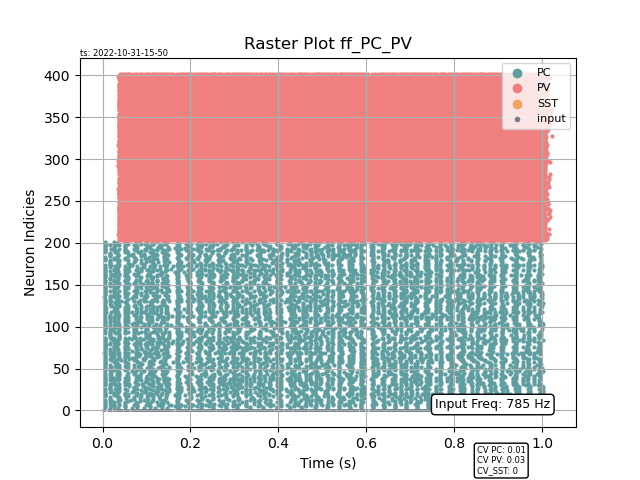 Raster Plot ff_PC_PV
ts: 2022-10-31-15-50
PC
PV
SST
input
400
350
300
250
200
150
100
50
0
Neuron Indicies
Input Freq: 785 Hz
0.0 0.2 0.4 0.6 0.8 1.0
Time (s)
CV PC: 0.01
CV PV: 0.03
CV_SST: 0